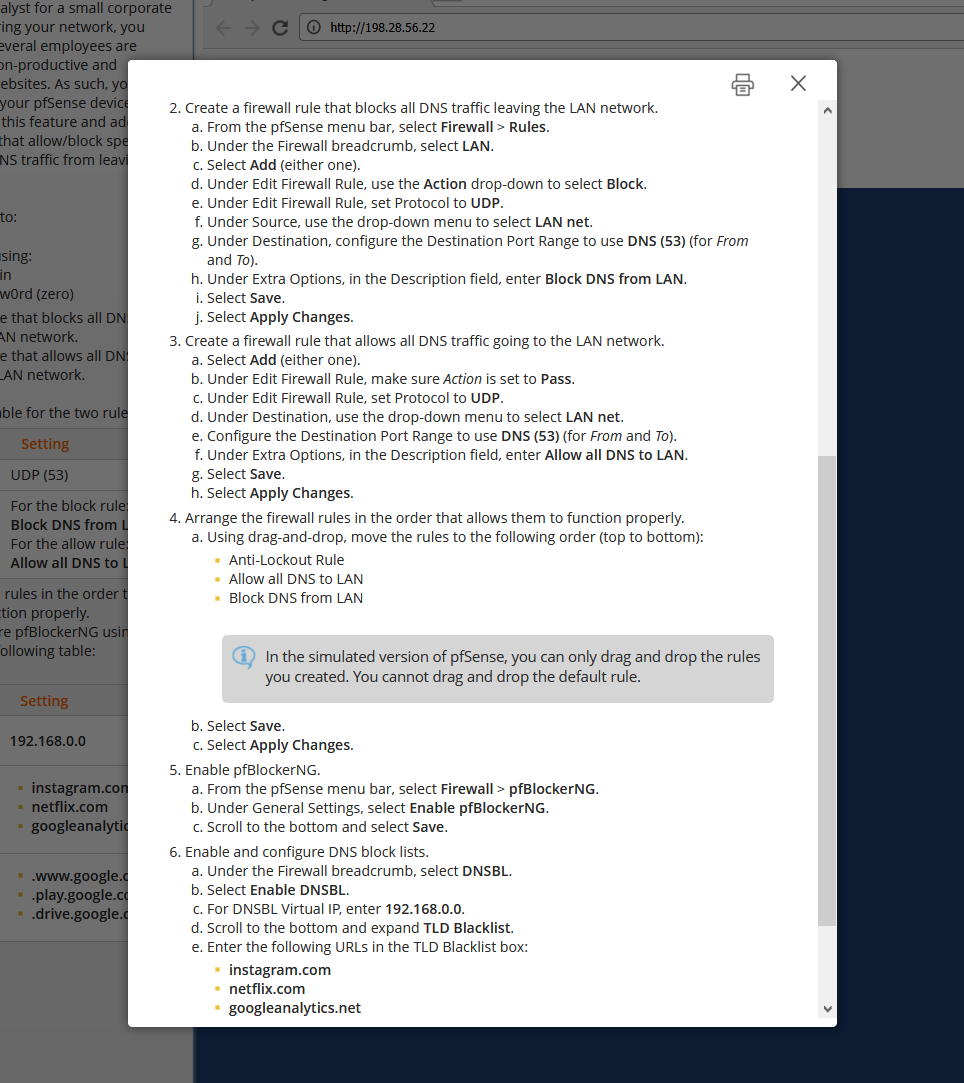 alyst for a small corporate
ring your network, you
everal employees are
on-productive and
ebsites. As such, yo
your pfSense device
this feature and ad
that allow/block spe
NS traffic from leavi
to:
sing:
in
w0rd (zero)
e that blocks all DN
AN network.
e that allows all DN
LAN network.
ble for the two rule
Setting
UDP (53)
For the block rule:
Block DNS from L
For the allow rule:
Allow all DNS to L
rules in the order t
tion properly.
re pfBlockerNG usin
ollowing table:
Setting
192.168.0.0
instagram.com
netflix.com
googleanalytic
.www.google.c
.play.google.co
.drive.google.c
http://198.28.56.22
2. Create a firewall rule that blocks all DNS traffic leaving the LAN network.
a. From the pfSense menu bar, select Firewall > Rules.
b. Under the Firewall breadcrumb, select LAN.
c. Select Add (either one).
d. Under Edit Firewall Rule, use the Action drop-down to select Block.
e. Under Edit Firewall Rule, set Protocol to UDP.
f. Under Source, use the drop-down menu to select LAN net.
g. Under Destination, configure the Destination Port Range to use DNS (53) (for From
and To).
h. Under Extra Options, in the Description field, enter Block DNS from LAN.
i. Select Save.
j. Select Apply Changes.
3. Create a firewall rule that allows all DNS traffic going to the LAN network.
a. Select Add (either one).
b. Under Edit Firewall Rule, make sure Action is set to Pass.
c. Under Edit Firewall Rule, set Protocol to UDP.
d. Under Destination, use the drop-down menu to select LAN net.
e. Configure the Destination Port Range to use DNS (53) (for From and To).
f. Under Extra Options, in the Description field, enter Allow all DNS to LAN.
g. Select Save.
h. Select Apply Changes.
4. Arrange the firewall rules in the order that allows them to function properly.
a. Using drag-and-drop, move the rules to the following order (top to bottom):
Anti-Lockout Rule
Allow all DNS to LAN
Block DNS from LAN
In the simulated version of pfSense, you can only drag and drop the rules
you created. You cannot drag and drop the default rule.
b. Select Save.
c. Select Apply Changes.
5. Enable pfBlockerNG.
a. From the pfSense menu bar, select Firewall > pfBlockerNG.
b. Under General Settings, select Enable pfBlockerNG.
c. Scroll to the bottom and select Save.
6. Enable and configure DNS block lists.
a. Under the Firewall breadcrumb, select DNSBL.
b. Select Enable DNSBL.
c. For DNSBL Virtual IP, enter 192.168.0.0.
d. Scroll to the bottom and expand TLD Blacklist.
e. Enter the following URLs in the TLD Blacklist box:
instagram.com
netflix.com
googleanalytics.net